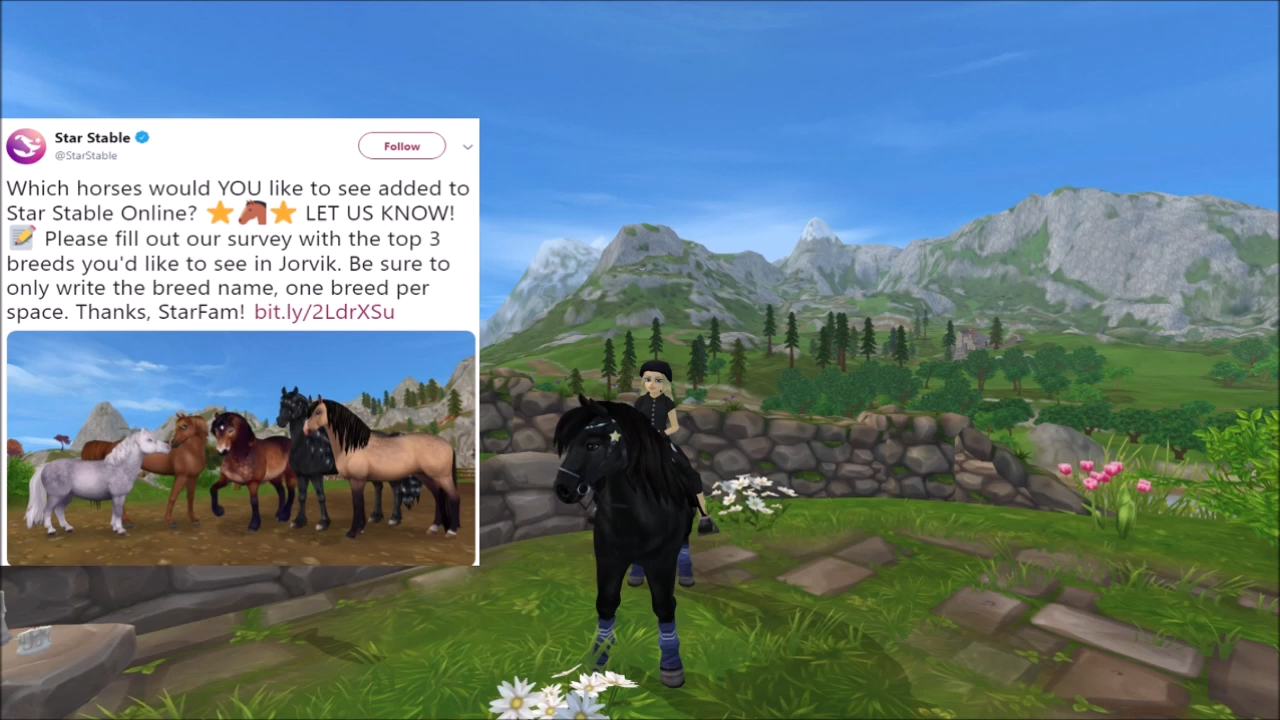 Star Stable
@StarStable
Follow
Which horses would YOU like to see added to
Star Stable Online? ⭐🐴⭐ LET US KNOW!
📝 Please fill out our survey with the top 3
breeds you'd like to see in Jorvik. Be sure to
only write the breed name, one breed per
space. Thanks, StarFam! bit.ly/2LdrXSu